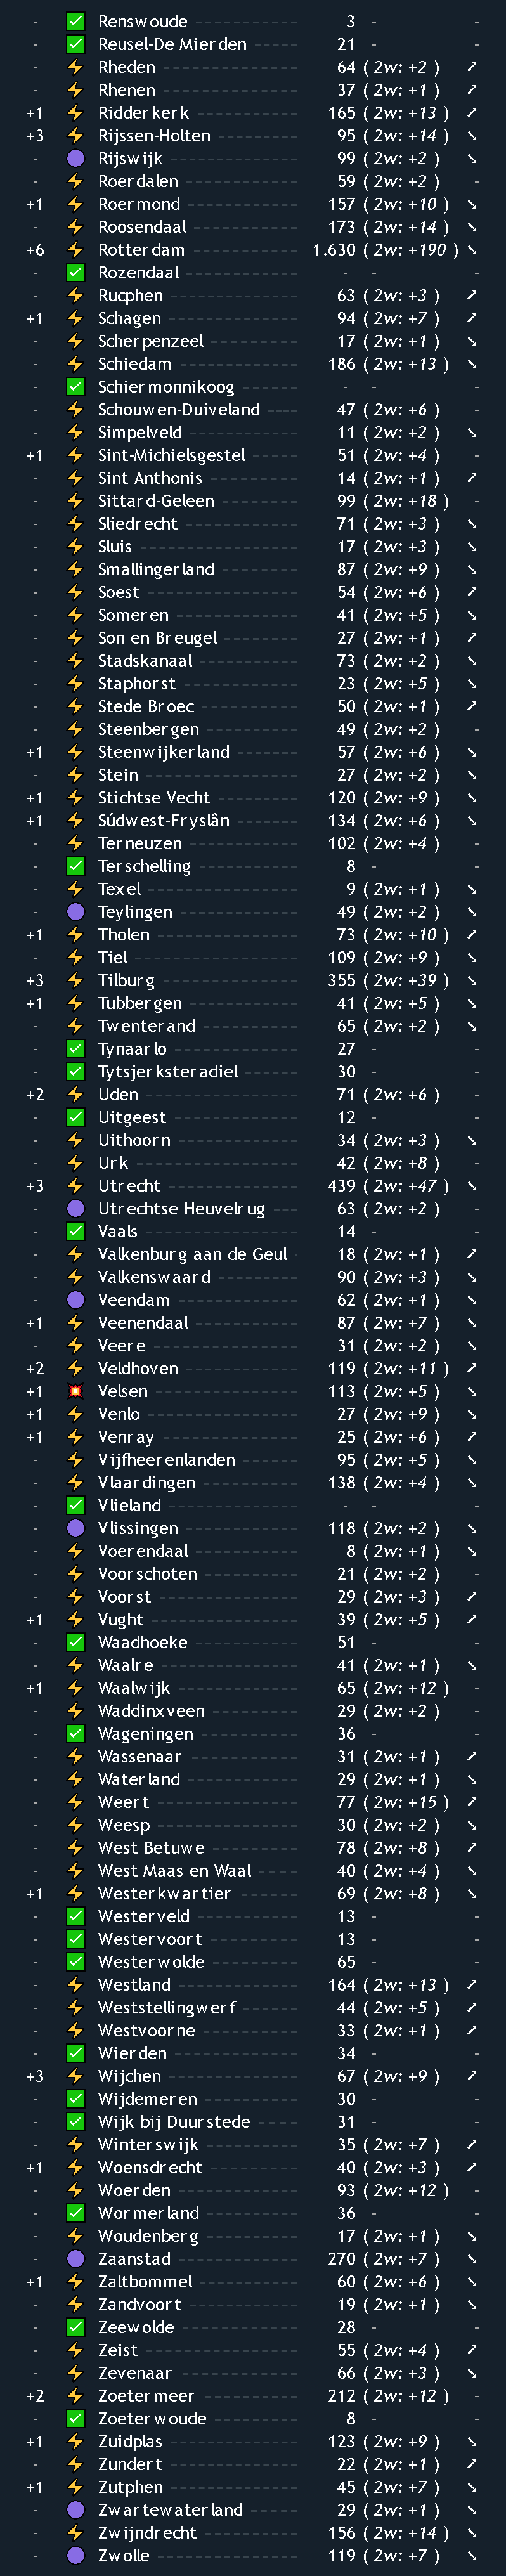 - ✅ Renswoude 3 - -
- ✅ Reusel-De Mierden 21 - -
- ⚡ Rheden 64 ( 2w: +2 ) ➚
- ⚡ Rhenen 37 ( 2w: +1 ) ➚
+1 ⚡ Ridderkerk 165 ( 2w: +13 ) ➚
+3 ⚡ Rijssen-Holten 95 ( 2w: +14 ) ➘
- 🟣 Rijswijk 99 ( 2w: +2 ) ➘
- ⚡ Roerdalen 59 ( 2w: +2 ) -
+1 ⚡ Roermond 157 ( 2w: +10 ) ➘
- ⚡ Roosendaal 173 ( 2w: +14 ) ➘
+6 ⚡ Rotterdam 1.630 ( 2w: +190 ) ➘
- ✅ Rozendaal - - -
- ⚡ Rucphen 63 ( 2w: +3 ) ➚
+1 ⚡ Schagen 94 ( 2w: +7 ) ➚
- ⚡ Scherpenzeel 17 ( 2w: +1 ) ➘
- ⚡ Schiedam 186 ( 2w: +13 ) ➘
- ✅ Schiermonnikoog - - -
- ⚡ Schouwen-Duiveland 47 ( 2w: +6 ) -
- ⚡ Simpelveld 11 ( 2w: +2 ) ➘
+1 ⚡ Sint-Michielsgestel 51 ( 2w: +4 ) -
- ⚡ Sint Anthonis 14 ( 2w: +1 ) ➚
- ⚡ Sittard-Geleen 99 ( 2w: +18 ) -
- ⚡ Sliedrecht 71 ( 2w: +3 ) ➘
- ⚡ Sluis 17 ( 2w: +3 ) ➘
- ⚡ Smallingerland 87 ( 2w: +9 ) ➘
- ⚡ Soest 54 ( 2w: +6 ) ➚
- ⚡ Someren 41 ( 2w: +5 ) ➘
- ⚡ Son en Breugel 27 ( 2w: +1 ) ➚
- ⚡ Stadskanaal 73 ( 2w: +2 ) ➘
- ⚡ Staphorst 23 ( 2w: +5 ) ➘
- ⚡ Stede Broec 50 ( 2w: +1 ) ➚
- ⚡ Steenbergen 49 ( 2w: +2 ) -
+1 ⚡ Steenwijkerland 57 ( 2w: +6 ) ➘
- ⚡ Stein 27 ( 2w: +2 ) ➘
+1 ⚡ Stichtse Vecht 120 ( 2w: +9 ) ➘
+1 ⚡ Súdwest-Fryslân 134 ( 2w: +6 ) ➘
- ⚡ Terneuzen 102 ( 2w: +4 ) -
- ✅ Terschelling 8 - -
- ⚡ Texel 9 ( 2w: +1 ) ➘
- 🟣 Teylingen 49 ( 2w: +2 ) ➘
+1 ⚡ Tholen 73 ( 2w: +10 ) ➚
- ⚡ Tiel 109 ( 2w: +9 ) ➘
+3 ⚡ Tilburg 355 ( 2w: +39 ) ➘
+1 ⚡ Tubbergen 41 ( 2w: +5 ) ➘
- ⚡ Twenterand 65 ( 2w: +2 ) ➘
- ✅ Tynaarlo 27 - -
- ✅ Tytsjerksteradiel 30 - -
+2 ⚡ Uden 71 ( 2w: +6 ) -
- ✅ Uitgeest 12 - -
- ⚡ Uithoorn 34 ( 2w: +3 ) ➘
- ⚡ Urk 42 ( 2w: +8 ) -
+3 ⚡ Utrecht 439 ( 2w: +47 ) ➘
- 🟣 Utrechtse Heuvelrug 63 ( 2w: +2 ) -
- ✅ Vaals 14 - -
- ⚡ Valkenburg aan de Geul 18 ( 2w: +1 ) ➚
- ⚡ Valkenswaard 90 ( 2w: +3 ) ➘
- 🟣 Veendam 62 ( 2w: +1 ) ➘
+1 ⚡ Veenendaal 87 ( 2w: +7 ) ➘
- ⚡ Veere 31 ( 2w: +2 ) ➘
+2 ⚡ Veldhoven 119 ( 2w: +11 ) ➚
+1 💥 Velsen 113 ( 2w: +5 ) ➘
+1 ⚡ Venlo 27 ( 2w: +9 ) ➘
+1 ⚡ Venray 25 ( 2w: +6 ) ➚
- ⚡ Vijfheerenlanden 95 ( 2w: +5 ) ➘
- ⚡ Vlaardingen 138 ( 2w: +4 ) ➘
- ✅ Vlieland - - -
- 🟣 Vlissingen 118 ( 2w: +2 ) ➘
- ⚡ Voerendaal 8 ( 2w: +1 ) ➘
- ⚡ Voorschoten 21 ( 2w: +2 ) -
- ⚡ Voorst 29 ( 2w: +3 ) ➚
+1 ⚡ Vught 39 ( 2w: +5 ) ➚
- ✅ Waadhoeke 51 - -
- ⚡ Waalre 41 ( 2w: +1 ) ➘
+1 ⚡ Waalwijk 65 ( 2w: +12 ) -
- ⚡ Waddinxveen 29 ( 2w: +2 ) -
- ✅ Wageningen 36 - -
- ⚡ Wassenaar 31 ( 2w: +1 ) ➚
- ⚡ Waterland 29 ( 2w: +1 ) ➘
- ⚡ Weert 77 ( 2w: +15 ) ➚
- ⚡ Weesp 30 ( 2w: +2 ) ➘
- ⚡ West Betuwe 78 ( 2w: +8 ) ➚
- ⚡ West Maas en Waal 40 ( 2w: +4 ) ➘
+1 ⚡ Westerkwartier 69 ( 2w: +8 ) ➘
- ✅ Westerveld 13 - -
- ✅ Westervoort 13 - -
- ✅ Westerwolde 65 - -
- ⚡ Westland 164 ( 2w: +13 ) ➚
- ⚡ Weststellingwerf 44 ( 2w: +5 ) ➚
- ⚡ Westvoorne 33 ( 2w: +1 ) ➚
- ✅ Wierden 34 - -
+3 ⚡ Wijchen 67 ( 2w: +9 ) ➚
- ✅ Wijdemeren 30 - -
- ✅ Wijk bij Duurstede 31 - -
- ⚡ Winterswijk 35 ( 2w: +7 ) ➚
+1 ⚡ Woensdrecht 40 ( 2w: +3 ) ➚
- ⚡ Woerden 93 ( 2w: +12 ) -
- ✅ Wormerland 36 - -
- ⚡ Woudenberg 17 ( 2w: +1 ) ➘
- 🟣 Zaanstad 270 ( 2w: +7 ) ➘
+1 ⚡ Zaltbommel 60 ( 2w: +6 ) ➘
- ⚡ Zandvoort 19 ( 2w: +1 ) ➘
- ✅ Zeewolde 28 - -
- ⚡ Zeist 55 ( 2w: +4 ) ➚
- ⚡ Zevenaar 66 ( 2w: +3 ) ➘
+2 ⚡ Zoetermeer 212 ( 2w: +12 ) -
- ✅ Zoeterwoude 8 - -
+1 ⚡ Zuidplas 123 ( 2w: +9 ) ➘
- ⚡ Zundert 22 ( 2w: +1 ) ➚
+1 ⚡ Zutphen 45 ( 2w: +7 ) ➘
- 🟣 Zwartewaterland 29 ( 2w: +1 ) ➘
- ⚡ Zwijndrecht 156 ( 2w: +14 ) ➘
- 🟣 Zwolle 119 ( 2w: +7 ) ➘